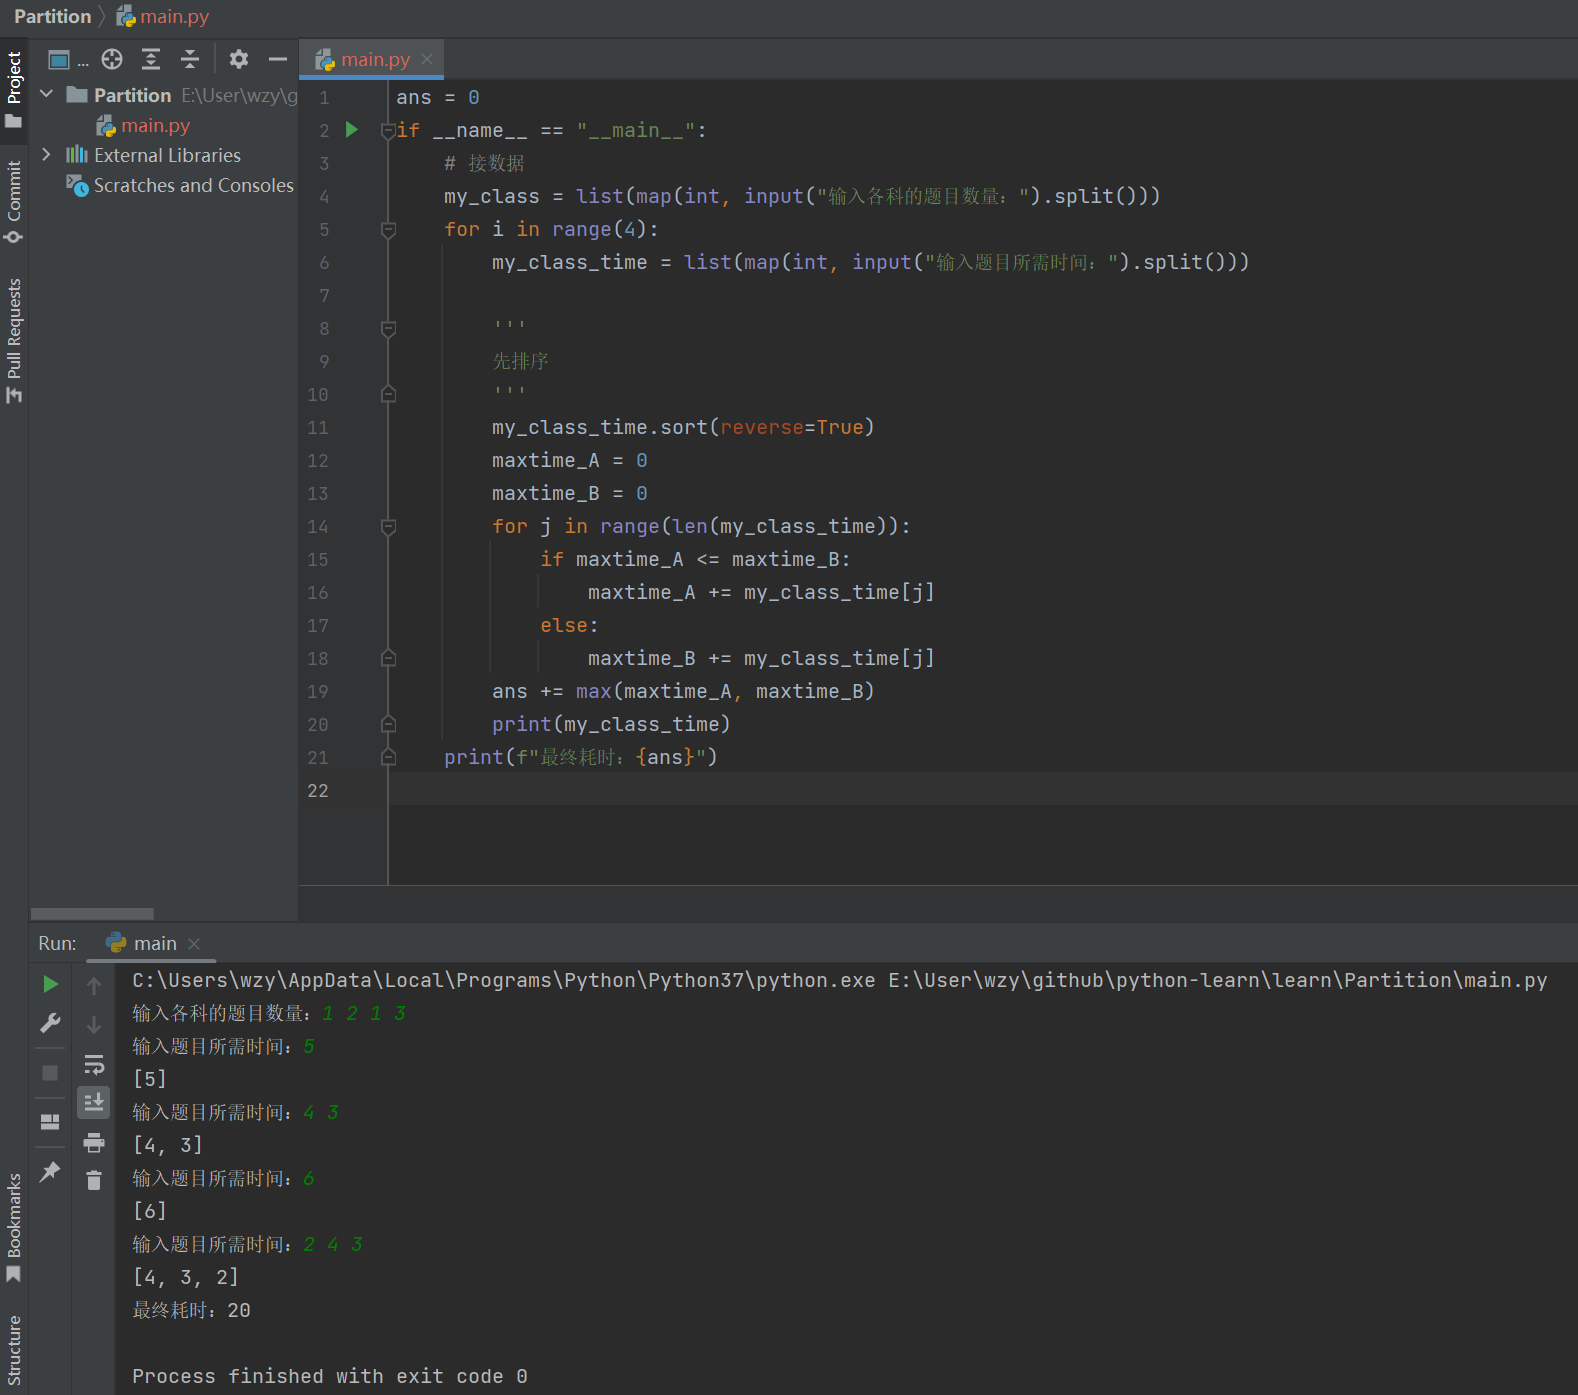 Partition main.py
Project
Commit
Pull Requests
Bookmarks
Structure
...
Partition E:\User\wzy\g
main.py
External Libraries
Scratches and Consoles
main.py
1 ans = 0
2 if __name__ == "__main__":
3 # 接数据
4 my_class = list(map(int, input("输入各科的题目数量：").split()))
5 for i in range(4):
6 my_class_time = list(map(int, input("输入题目所需时间：").split()))
7
8 '''
9 先排序
10 '''
11 my_class_time.sort(reverse=True)
12 maxtime_A = 0
13 maxtime_B = 0
14 for j in range(len(my_class_time)):
15 if maxtime_A <= maxtime_B:
16 maxtime_A += my_class_time[j]
17 else:
18 maxtime_B += my_class_time[j]
19 ans += max(maxtime_A, maxtime_B)
20 print(my_class_time)
21 print(f"最终耗时：{ans}")
22
Run: main
C:\Users\wzy\AppData\Local\Programs\Python\Python37\python.exe E:\User\wzy\github\python-learn\learn\Partition\main.py
输入各科的题目数量：1 2 1 3
输入题目所需时间：5
[5]
输入题目所需时间：4 3
[4, 3]
输入题目所需时间：6
[6]
输入题目所需时间：2 4 3
[4, 3, 2]
最终耗时：20
Process finished with exit code 0